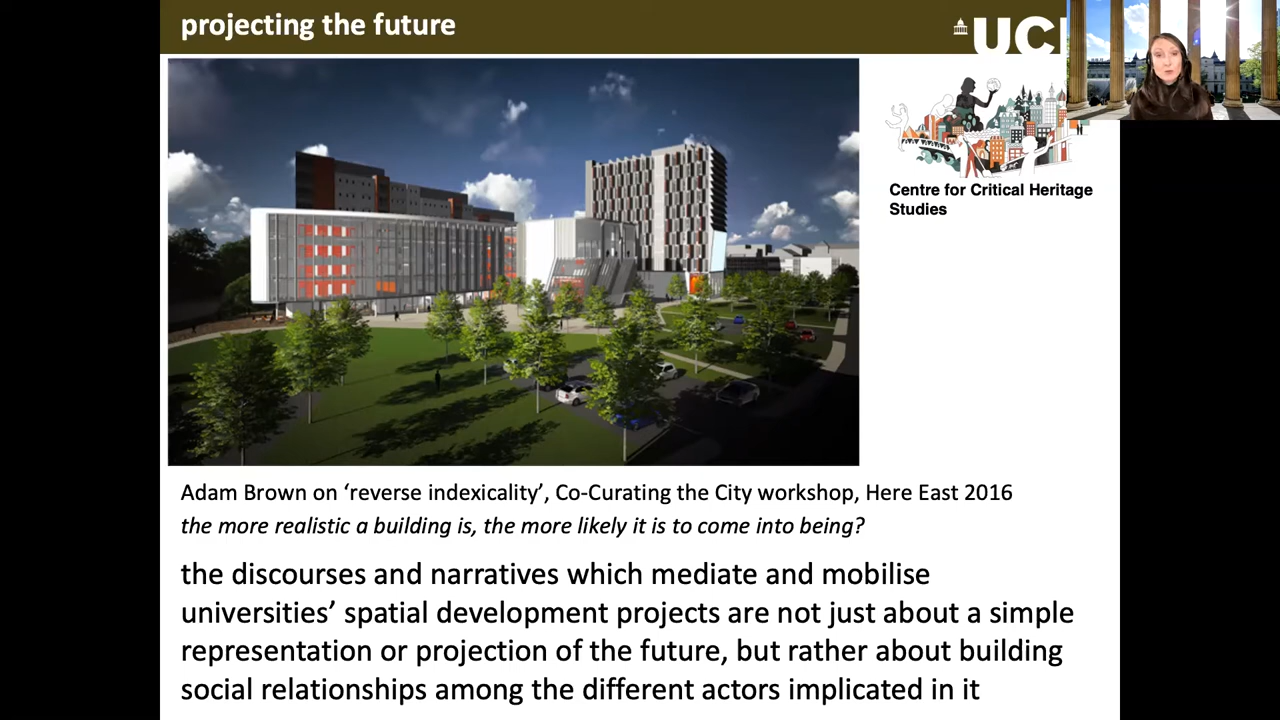 projecting the future
UC
Centre for Critical Heritage
Studies
Adam Brown on ‘reverse indexicality’, Co-Curating the City workshop, Here East 2016
the more realistic a building is, the more likely it is to come into being?
the discourses and narratives which mediate and mobilise
universities’ spatial development projects are not just about a simple
representation or projection of the future, but rather about building
social relationships among the different actors implicated in it